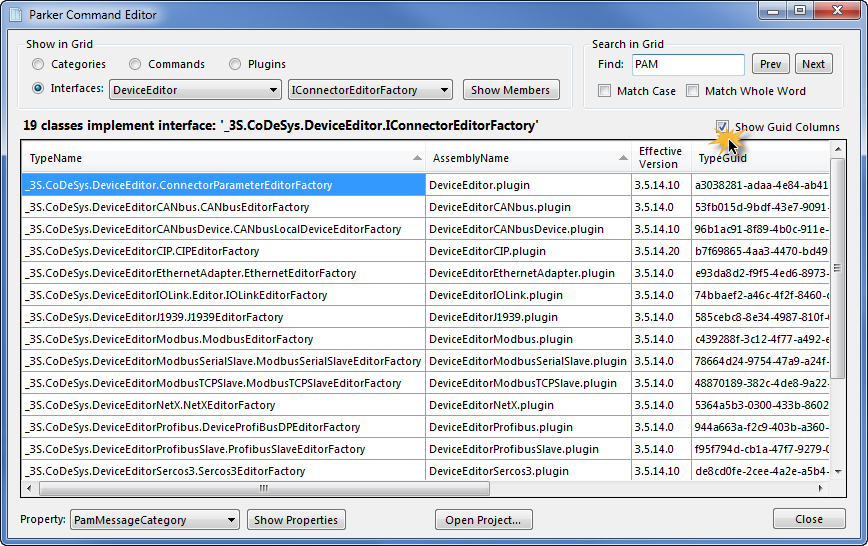 Parker Command Editor
Show in Grid
Categories Commands Plugins
Interfaces: DeviceEditor IConnectorEditorFactory Show Members
Search in Grid
Find: PAM Prev Next
Match Case Match Whole Word
19 classes implement interface: '_3S.CoDeSys.DeviceEditor.IConnectorEditorFactory'
Show Guid Columns
TypeName AssemblyName Effective Version TypeGuid
_3S.CoDeSys.DeviceEditor.ConnectorParameterEditorFactory DeviceEditor.plugin 3.5.14.10 a3038281-adaa-4e84-ab41
_3S.CoDeSys.DeviceEditorCANbus.CANbusEditorFactory DeviceEditorCANbus.plugin 3.5.14.0 53fb015d-9bdf-43e7-9091-
_3S.CoDeSys.DeviceEditorCANbusDevice.CANbusLocalDeviceEditorFactory DeviceEditorCANbusDevice.plugin 3.5.14.10 96b1ac91-8f89-4b0c-911e-
_3S.CoDeSys.DeviceEditorCIP.CIPEditorFactory DeviceEditorCIP.plugin 3.5.14.20 b7f69865-4aa3-4470-bd49
_3S.CoDeSys.DeviceEditorEthernetAdapter.EthernetEditorFactory DeviceEditorEthernetAdapter.plugin 3.5.14.0 e93da8d2-f9f5-4ed6-8973-
_3S.CoDeSys.DeviceEditorIOLink.Editor.IOLinkEditorFactory DeviceEditorIOLink.plugin 3.5.14.0 74bbaef2-a46c-4f2f-8460-
_3S.CoDeSys.DeviceEditorJ1939.J1939EditorFactory DeviceEditorJ1939.plugin 3.5.14.0 585cebc8-8e34-4987-810f-
_3S.CoDeSys.DeviceEditorModbus.ModbusEditorFactory DeviceEditorModbus.plugin 3.5.14.0 c439288f-3c12-4f77-a492-e
_3S.CoDeSys.DeviceEditorModbusSerialSlave.ModbusSerialSlaveEditorFactory DeviceEditorModbusSerialSlave.plugin 3.5.14.0 78664d24-9754-47a9-a24f-
_3S.CoDeSys.DeviceEditorModbusTCPSlave.ModbusTCPSlaveEditorFactory DeviceEditorModbusTCPSlave.plugin 3.5.14.0 48870189-382c-4de8-9a22-
_3S.CoDeSys.DeviceEditorNetX.NetXEditorFactory DeviceEditorNetX.plugin 3.5.14.0 5364a5b3-0300-433b-8602
_3S.CoDeSys.DeviceEditorProfibus.DeviceProfiBusDPEditorFactory DeviceEditorProfibus.plugin 3.5.14.0 944a663a-f2c9-403b-a360-
_3S.CoDeSys.DeviceEditorProfibusSlave.ProfibusSlaveEditorFactory DeviceEditorProfibusSlave.plugin 3.5.14.0 f95f794d-cb1a-47f7-9279-0
_3S.CoDeSys.DeviceEditorSercos3.Sercos3EditorFactory DeviceEditorSercos3.plugin 3.5.14.10 de8cd0fe-2cee-4a2e-a5b4-
Property: PamMessageCategory Show Properties Open Project... Close